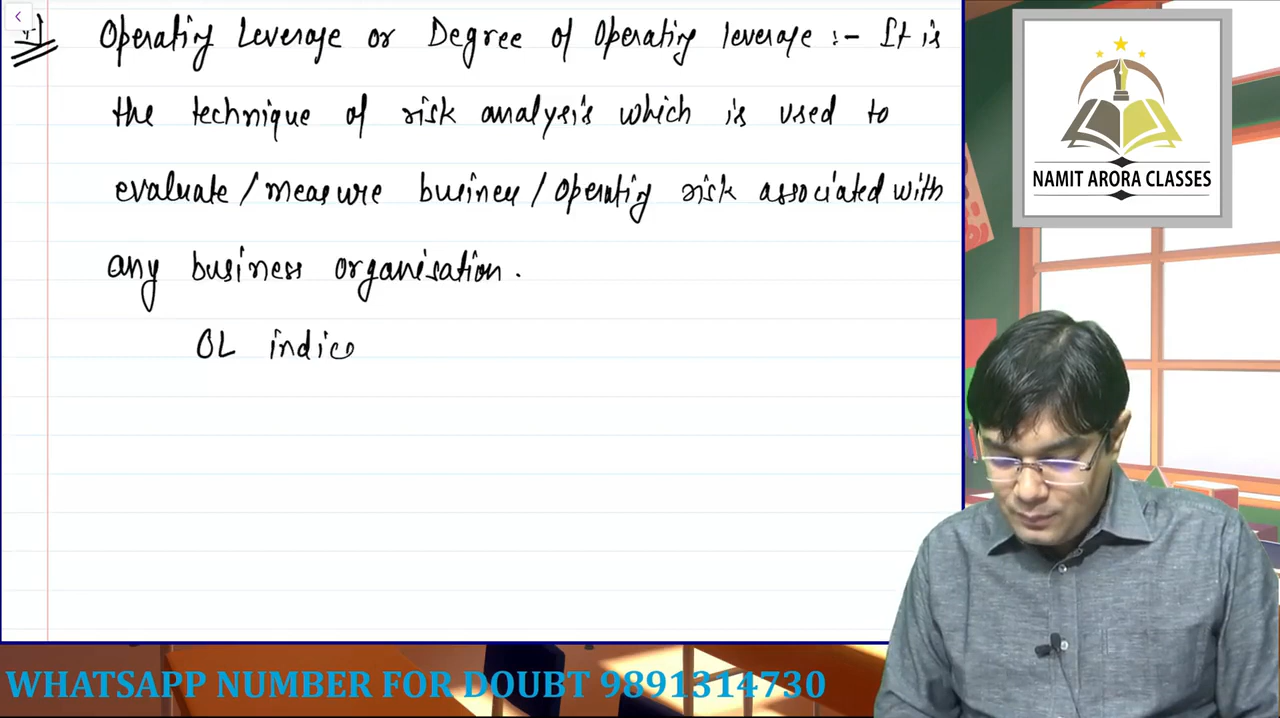 Operating Leverage or Degree of Operating leverage :- It is
the technique of risk analysis which is used to
evaluate/measure business/Operating risk associated with
any business organisation.
OL indica
NAMIT ARORA CLASSES
WHATSAPP NUMBER FOR DOUBT 9891314730